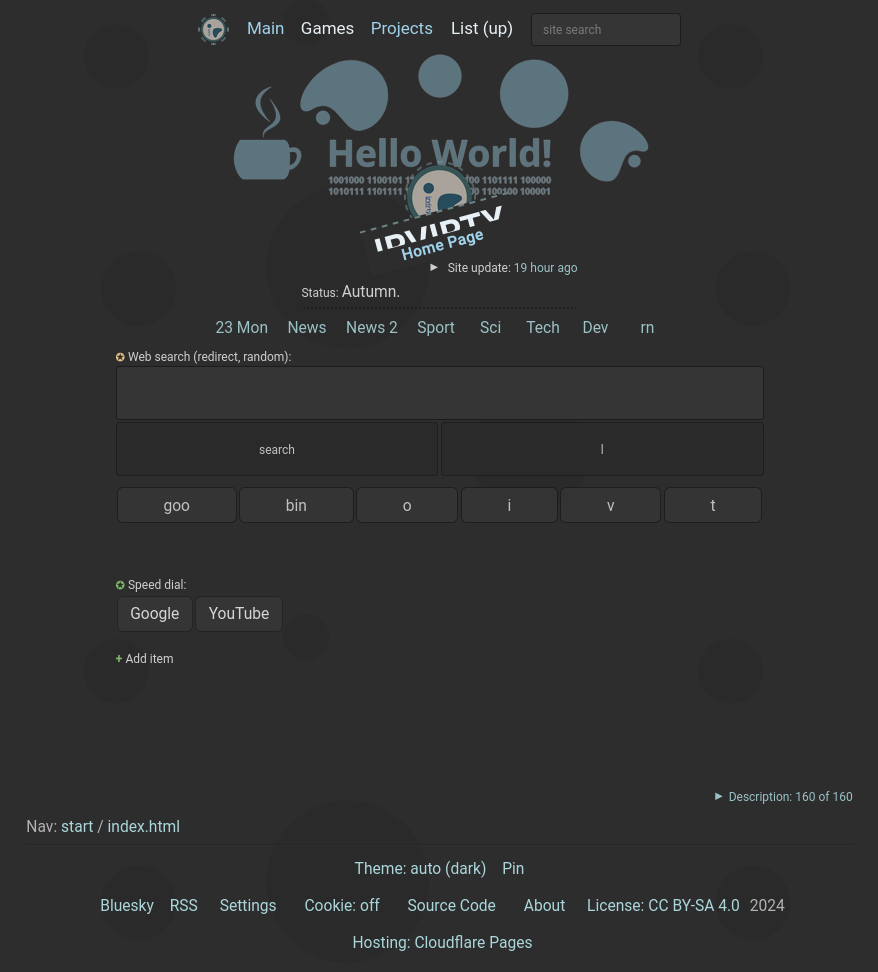 Main Games Projects List (up) site search
Hello World!
1001000 1100101 1101111 100000
1010111 1101111 1100100 100001
Home Page
► Site update: 19 hour ago
Status: Autumn.
23 Mon News News 2 Sport Sci Tech Dev rn
✪ Web search (redirect, random):
search l
goo bin o i v t
✪ Speed dial:
Google YouTube
+ Add item
► Description: 160 of 160
Nav: start / index.html
Theme: auto (dark) Pin
Bluesky RSS Settings Cookie: off Source Code About License: CC BY-SA 4.0 2024
Hosting: Cloudflare Pages